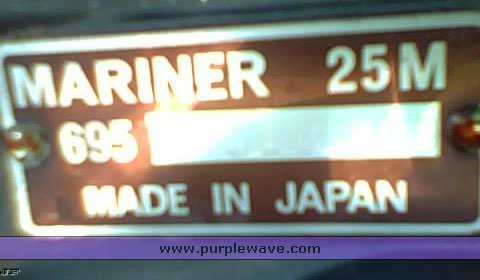 MARINER 25M
695
MADE IN JAPAN
www.purplewave.com